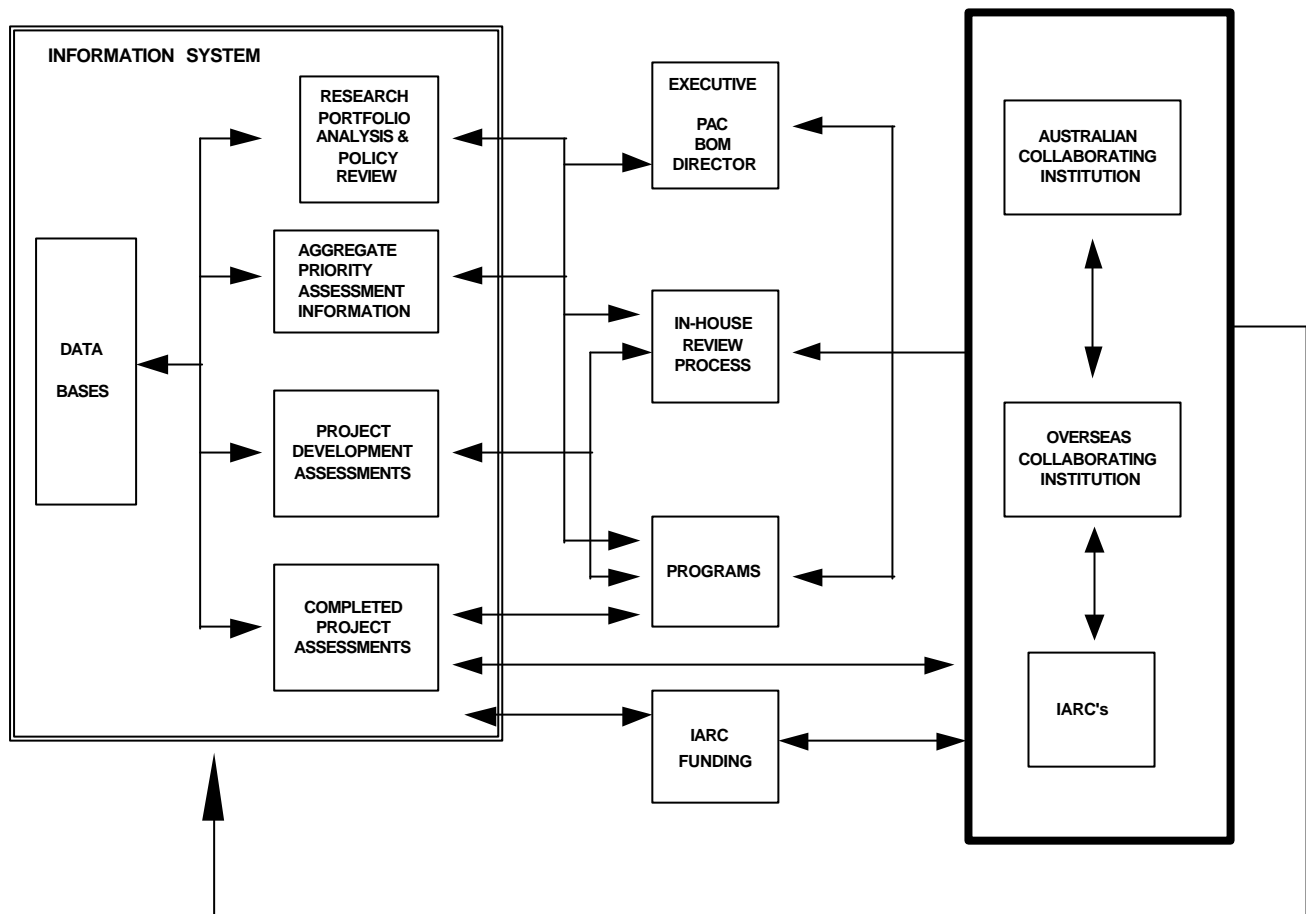 INFORMATION SYSTEM
RESEARCH
PORTFOLIO
ANALYSIS &
POLICY
REVIEW
AGGREGATE
PRIORITY
ASSESSMENT
INFORMATION
DATA
BASES
PROJECT
DEVELOPMENT
ASSESSMENTS
COMPLETED
PROJECT
ASSESSMENTS
EXECUTIVE
PAC
BOM
DIRECTOR
IN-HOUSE
REVIEW
PROCESS
PROGRAMS
IARC
FUNDING
AUSTRALIAN
COLLABORATING
INSTITUTION
OVERSEAS
COLLABORATING
INSTITUTION
IARC's